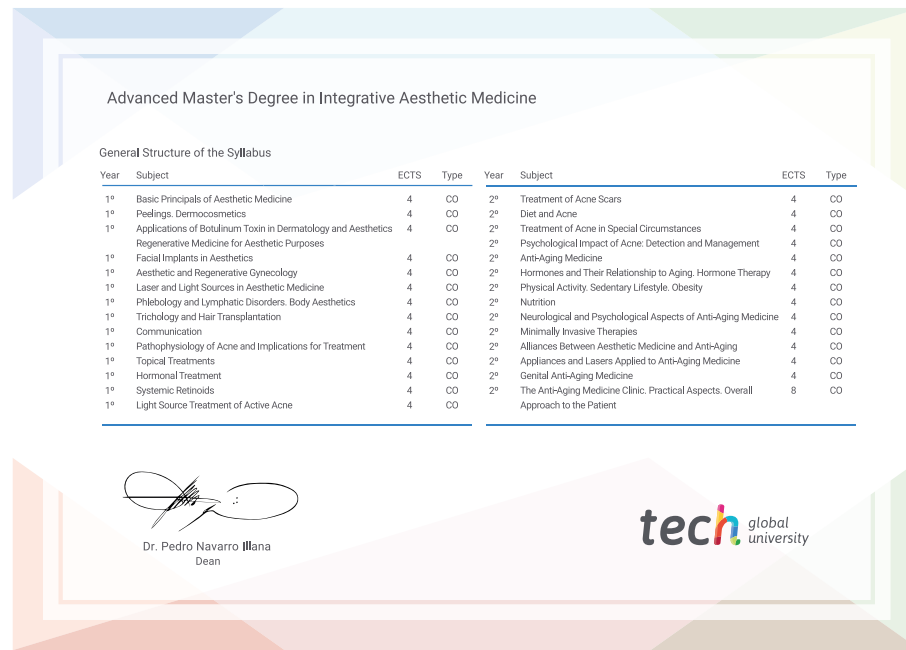 Advanced Master's Degree in Integrative Aesthetic Medicine
General Structure of the Syllabus
Year Subject ECTS Type
1º Basic Principals of Aesthetic Medicine 4 CO
1º Peelings. Dermocosmetics 4 CO
1º Applications of Botulinum Toxin in Dermatology and Aesthetics 4 CO
Regenerative Medicine for Aesthetic Purposes
1º Facial Implants in Aesthetics 4 CO
1º Aesthetic and Regenerative Gynecology 4 CO
1º Laser and Light Sources in Aesthetic Medicine 4 CO
1º Phlebology and Lymphatic Disorders. Body Aesthetics 4 CO
1º Trichology and Hair Transplantation 4 CO
1º Communication 4 CO
1º Pathophysiology of Acne and Implications for Treatment 4 CO
1º Topical Treatments 4 CO
1º Hormonal Treatment 4 CO
1º Systemic Retinoids 4 CO
1º Light Source Treatment of Active Acne 4 CO
Year Subject ECTS Type
2º Treatment of Acne Scars 4 CO
2º Diet and Acne 4 CO
2º Treatment of Acne in Special Circumstances 4 CO
2º Psychological Impact of Acne: Detection and Management 4 CO
2º Anti-Aging Medicine 4 CO
2º Hormones and Their Relationship to Aging. Hormone Therapy 4 CO
2º Physical Activity. Sedentary Lifestyle. Obesity 4 CO
2º Nutrition 4 CO
2º Neurological and Psychological Aspects of Anti-Aging Medicine 4 CO
2º Minimally Invasive Therapies 4 CO
2º Alliances Between Aesthetic Medicine and Anti-Aging 4 CO
2º Appliances and Lasers Applied to Anti-Aging Medicine 4 CO
2º Genital Anti-Aging Medicine 4 CO
2º The Anti-Aging Medicine Clinic. Practical Aspects. Overall 8 CO
Approach to the Patient
Dr. Pedro Navarro Illana
Dean
tech global
university